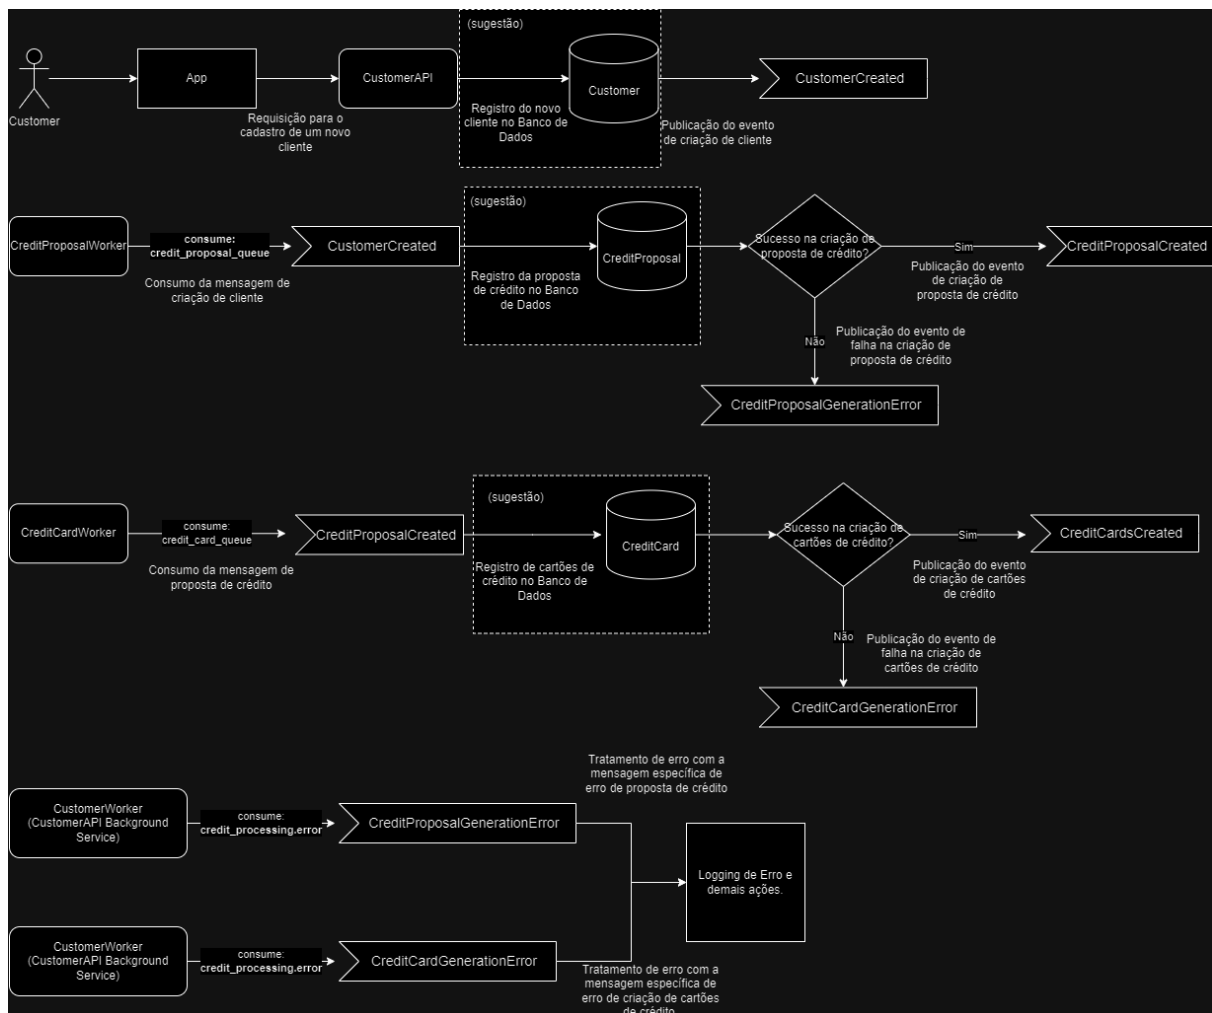 (sugestão)
App
CustomerAPI
Customer
CustomerCreated
Customer
Requisição para o
cadastro de um novo
cliente
Registro do novo
cliente no Banco de
Dados
Publicação do evento
de criação de cliente
(sugestão)
CreditProposalWorker
consume:
credit_proposal_queue
CustomerCreated
CreditProposal
Sucesso na criação de
proposta de crédito?
Sim
CreditProposalCreated
Consumo da mensagem de
criação de cliente
Registro da proposta
de crédito no Banco
de Dados
Publicação do evento
de criação de
proposta de crédito
Não
Publicação do evento de
falha na criação de
proposta de crédito
CreditProposalGenerationError
(sugestão)
CreditCardWorker
consume:
credit_card_queue
CreditProposalCreated
CreditCard
Sucesso na criação de
cartões de crédito?
Sim
CreditCardsCreated
Consumo da mensagem de
proposta de crédito
Registro de cartões de
crédito no Banco de
Dados
Publicação do evento
de criação de cartões
de crédito
Não
Publicação do evento de
falha na criação de
cartões de crédito
CreditCardGenerationError
Tratamento de erro com a
mensagem específica de
erro de proposta de crédito
CustomerWorker
(CustomerAPI Background
Service)
consume:
credit_processing.error
CreditProposalGenerationError
Logging de Erro e
demais ações.
CustomerWorker
(CustomerAPI Background
Service)
consume:
credit_processing.error
CreditCardGenerationError
Tratamento de erro com a
mensagem específica de
erro de criação de cartões
de crédito